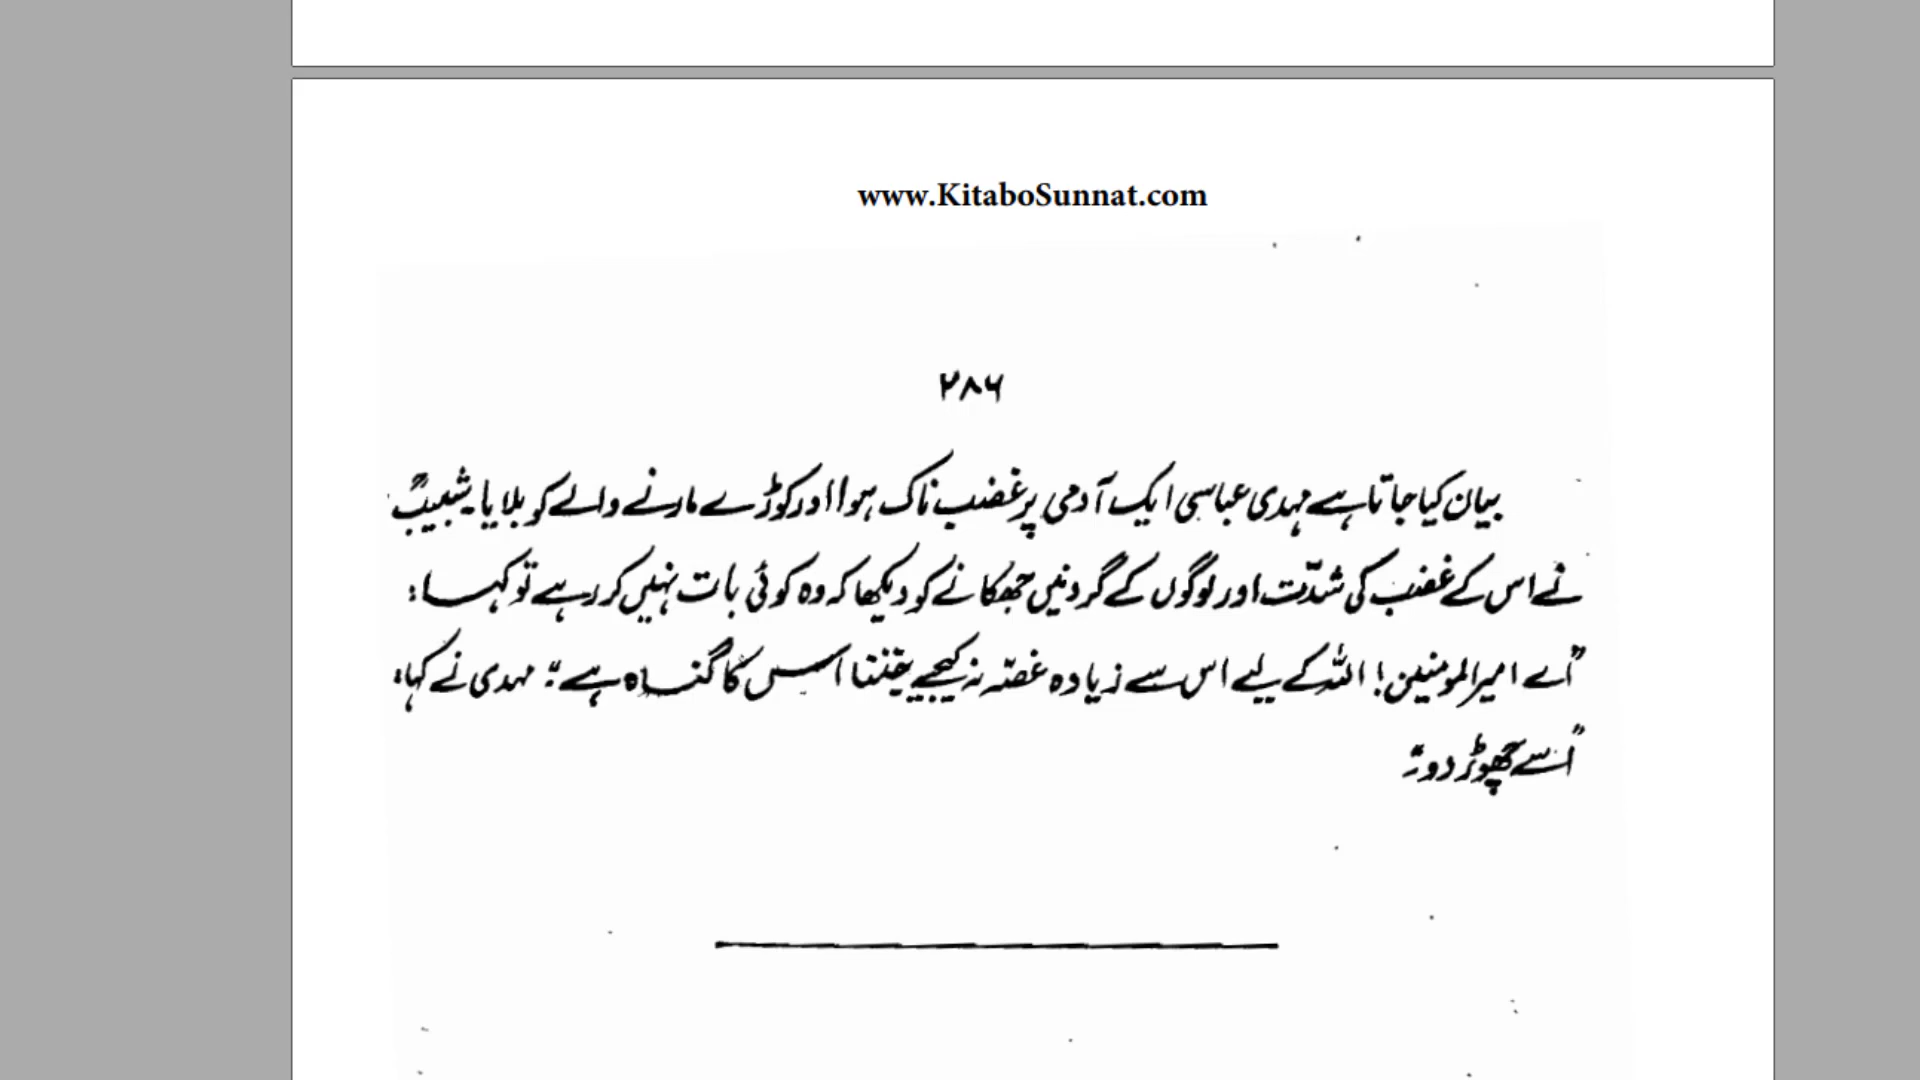 www.KitaboSunnat.com
۲۸۶
بیان کیا جاتا ہے مہدی عباسی ایک آدمی پر غضب ناک ہوا اور کوڑے مارنے والے کو بلایا شبیبؒ
نے اس کے غضب کی شدّت اور لوگوں کے گردنیں جھکانے کو دیکھا کہ وہ کوئی بات نہیں کر رہے تو کہا:
”اے امیر المومنین! اللہ کے لیے اس سے زیادہ غصّہ نہ کیجیے جتنا اس کا گناہ ہے“؛ مہدی نے کہا:
”اسے چھوڑ دو۔“